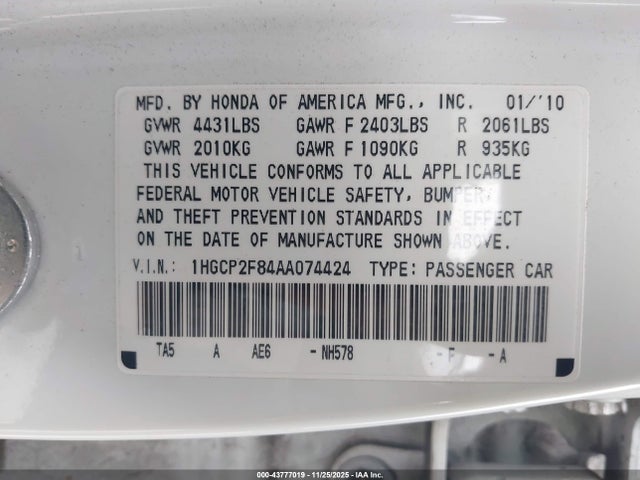 MFD. BY HONDA OF AMERICA MFG., INC. 01/'10
GVWR 4431LBS GAWR F 2403LBS R 2061LBS
GVWR 2010KG GAWR F 1090KG R 935KG
THIS VEHICLE CONFORMS TO ALL APPLICABLE
FEDERAL MOTOR VEHICLE SAFETY, BUMPER,
AND THEFT PREVENTION STANDARDS IN EFFECT
ON THE DATE OF MANUFACTURE SHOWN ABOVE.
V.I.N.: 1HGCP2F84AA074424 TYPE: PASSENGER CAR
TA5 A AE6 -NH578 -F -A
000-43777019 - 11/25/2025 - IAA, Inc.